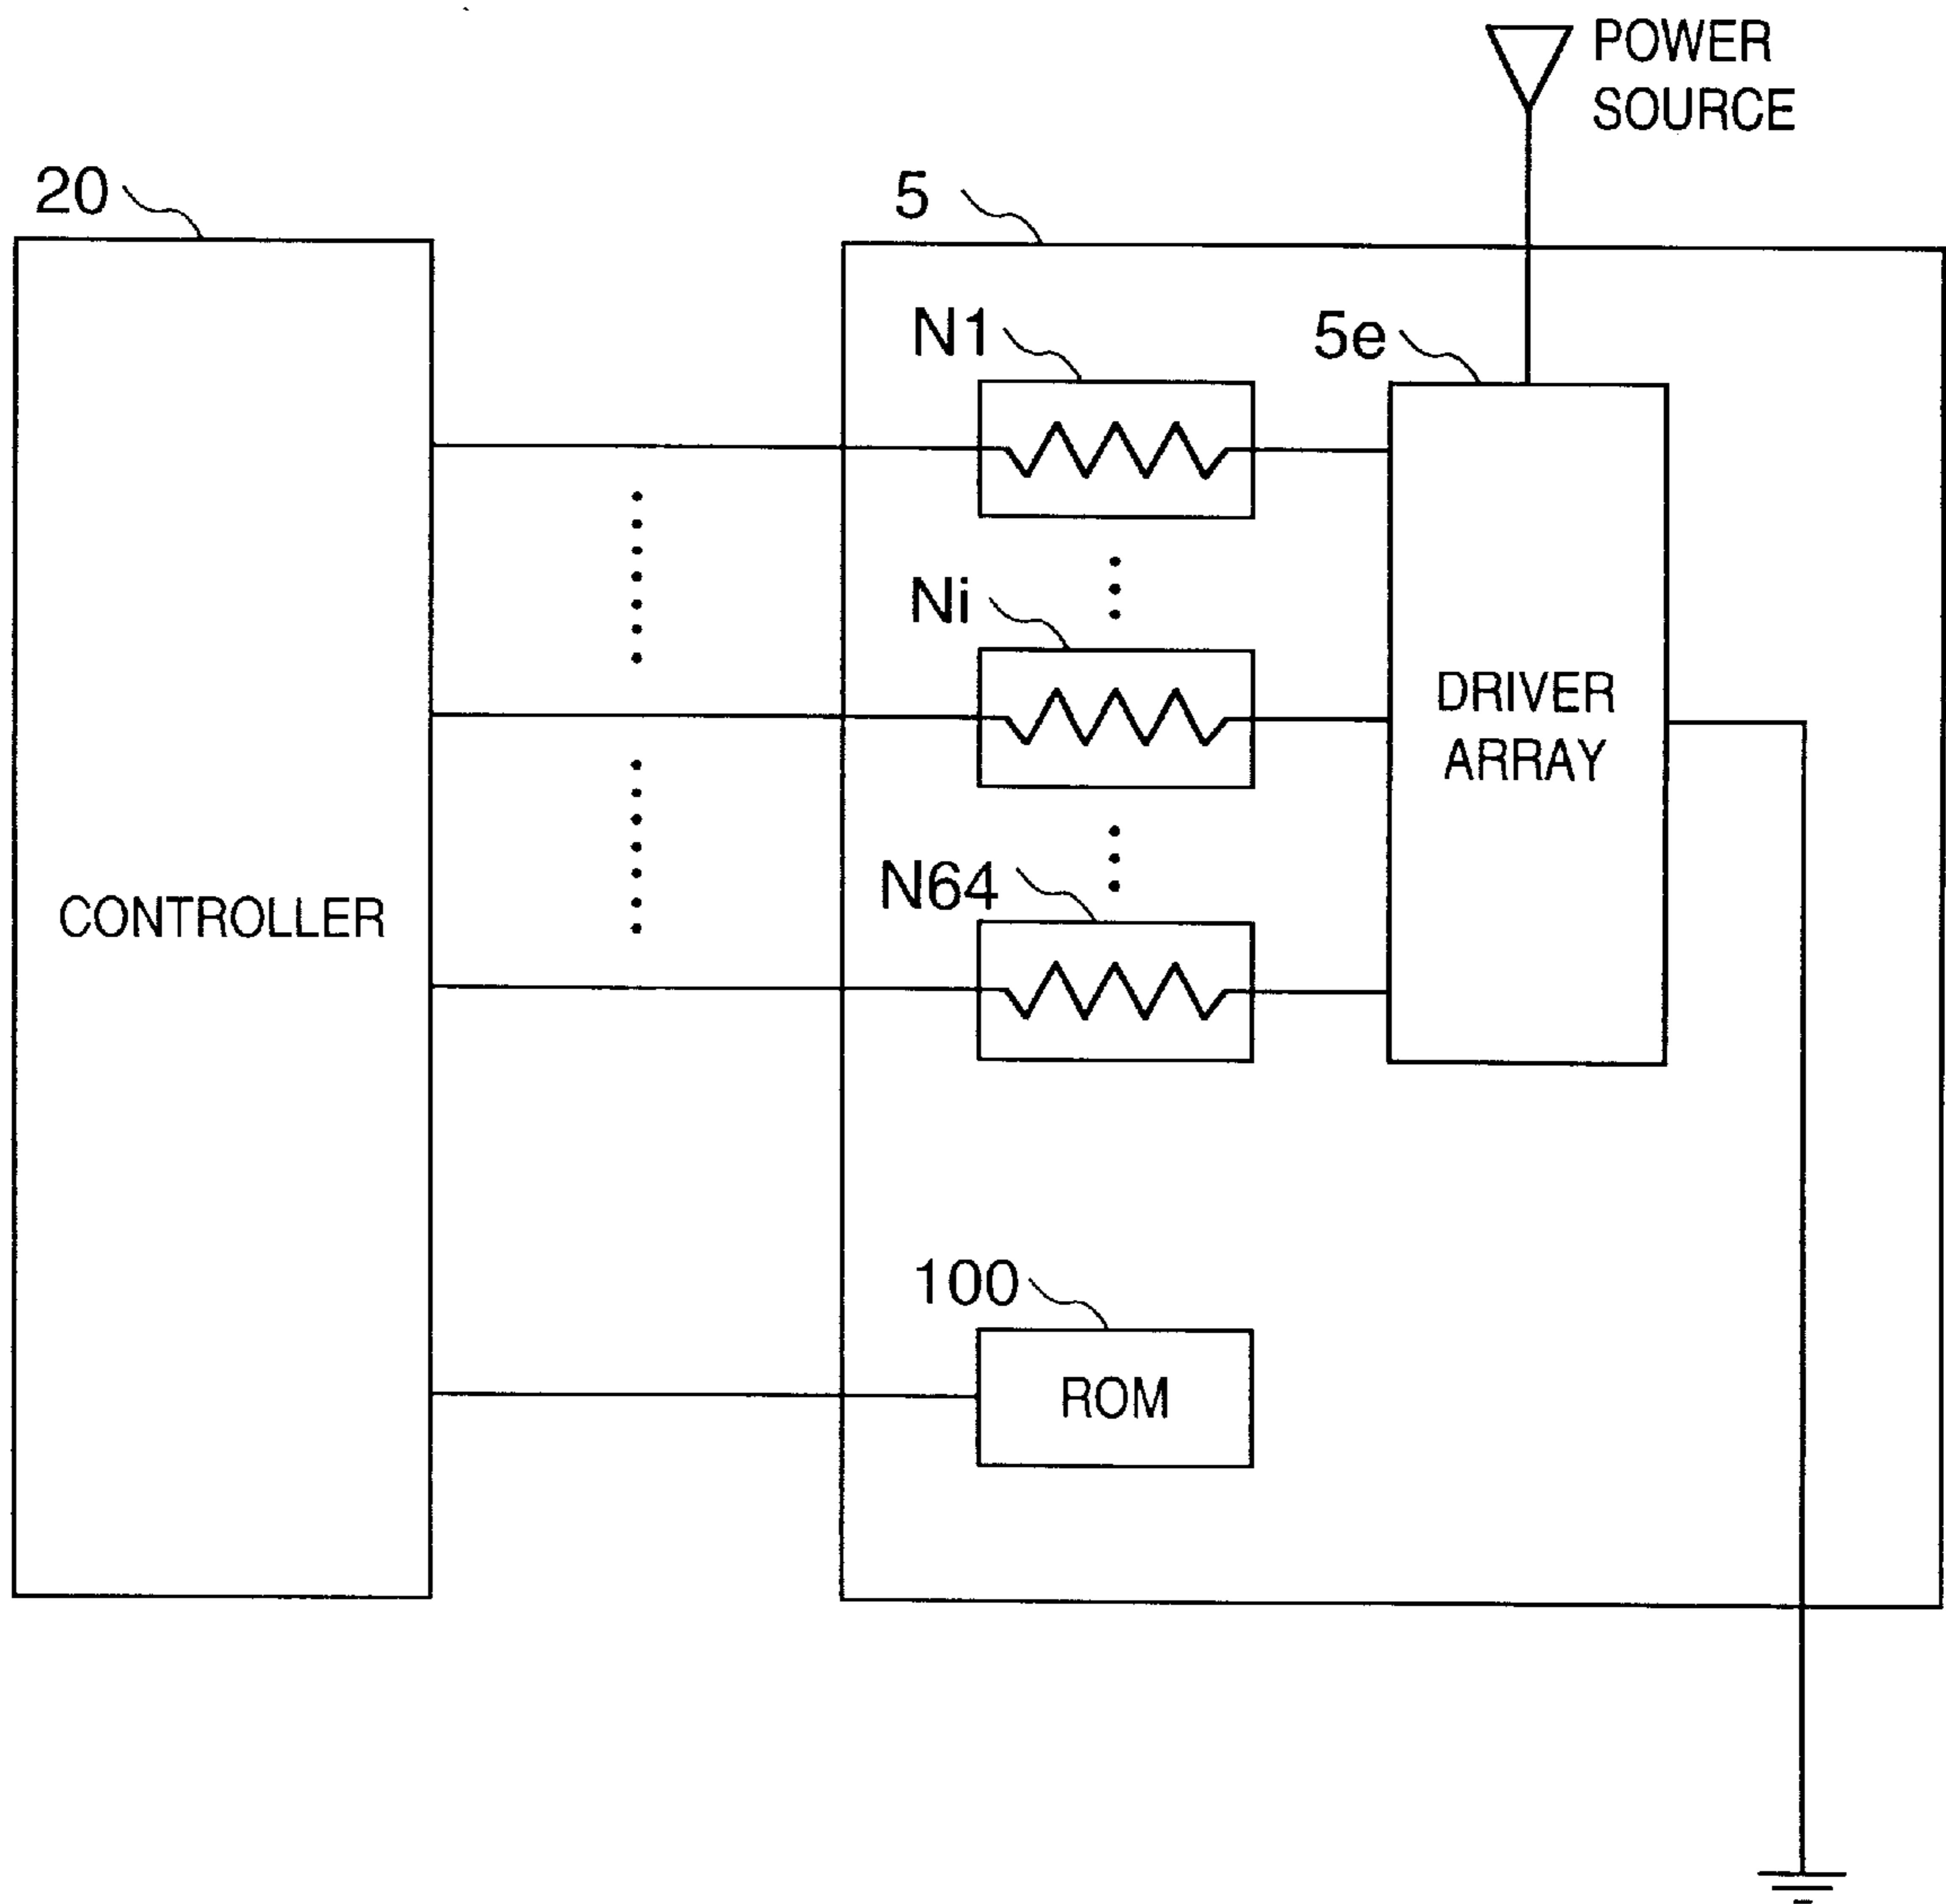 POWER
SOURCE
20
5
N1
5e
Ni
DRIVER
ARRAY
N64
CONTROLLER
100
ROM